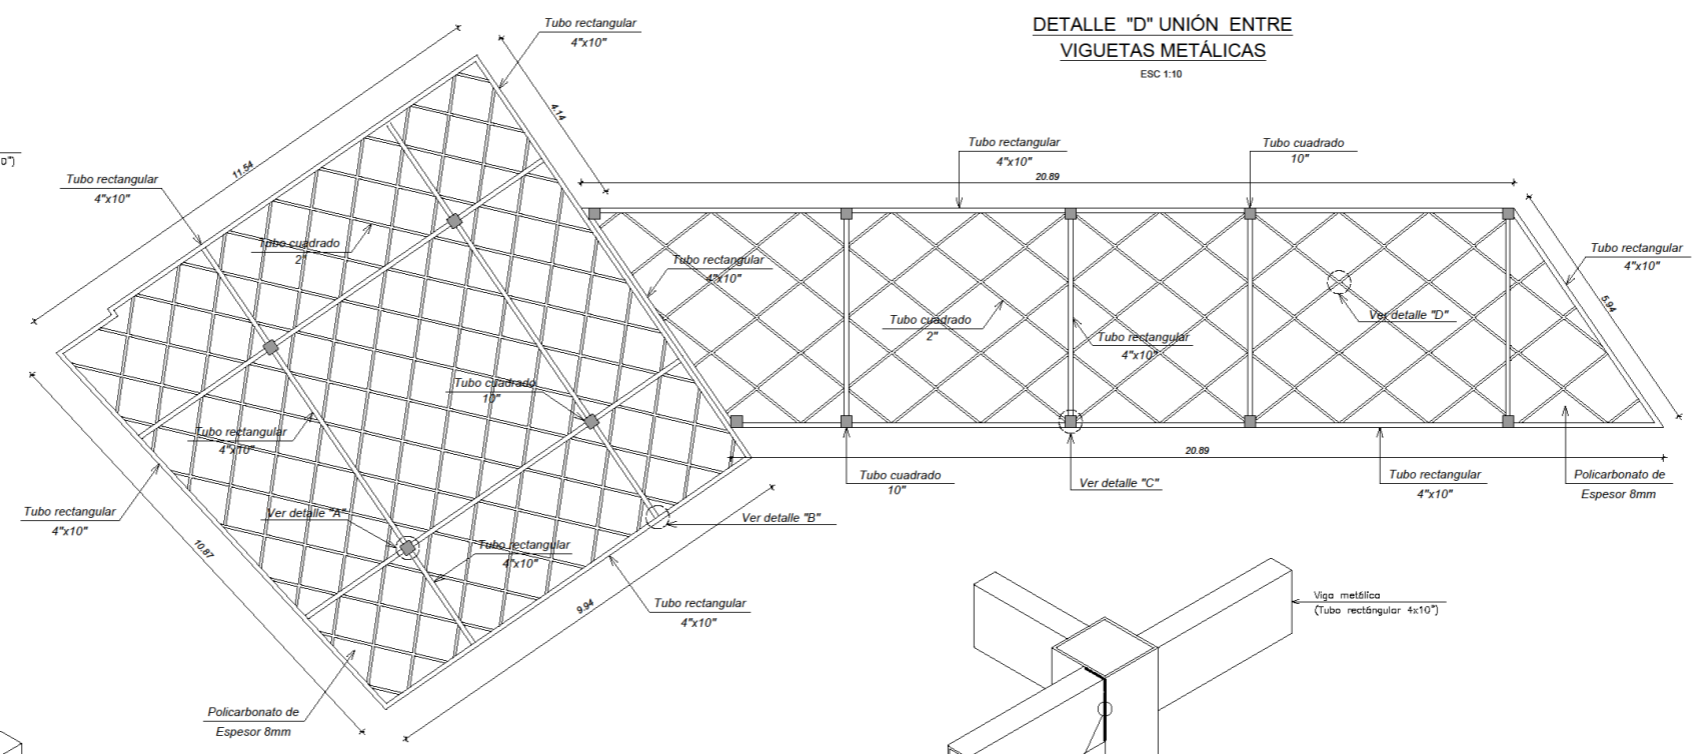 DETALLE "D" UNIÓN ENTRE
VIGUETAS METÁLICAS
ESC 1:10
Tubo rectangular
4"x10"
4.14
11.54
o")
Tubo rectangular
4"x10"
Tubo cuadrado
2"
Tubo rectangular
4"x10"
Tubo cuadrado
10"
20.89
Tubo rectangular
4"x10"
Tubo rectangular
4"x10"
5.94
Tubo cuadrado
2"
Ver detalle "D"
Tubo rectangular
4"x10"
Tubo cuadrado
10"
Tubo rectangular
4"x10"
20.89
Tubo cuadrado
10"
Ver detalle "C"
Tubo rectangular
4"x10"
Policarbonato de
Espesor 8mm
Tubo rectangular
4"x10"
Ver detalle "A"
Ver detalle "B"
10.87
Tubo rectangular
4"x10"
9.94
Tubo rectangular
4"x10"
Policarbonato de
Espesor 8mm
Viga metálica
(Tubo rectángular 4x10")